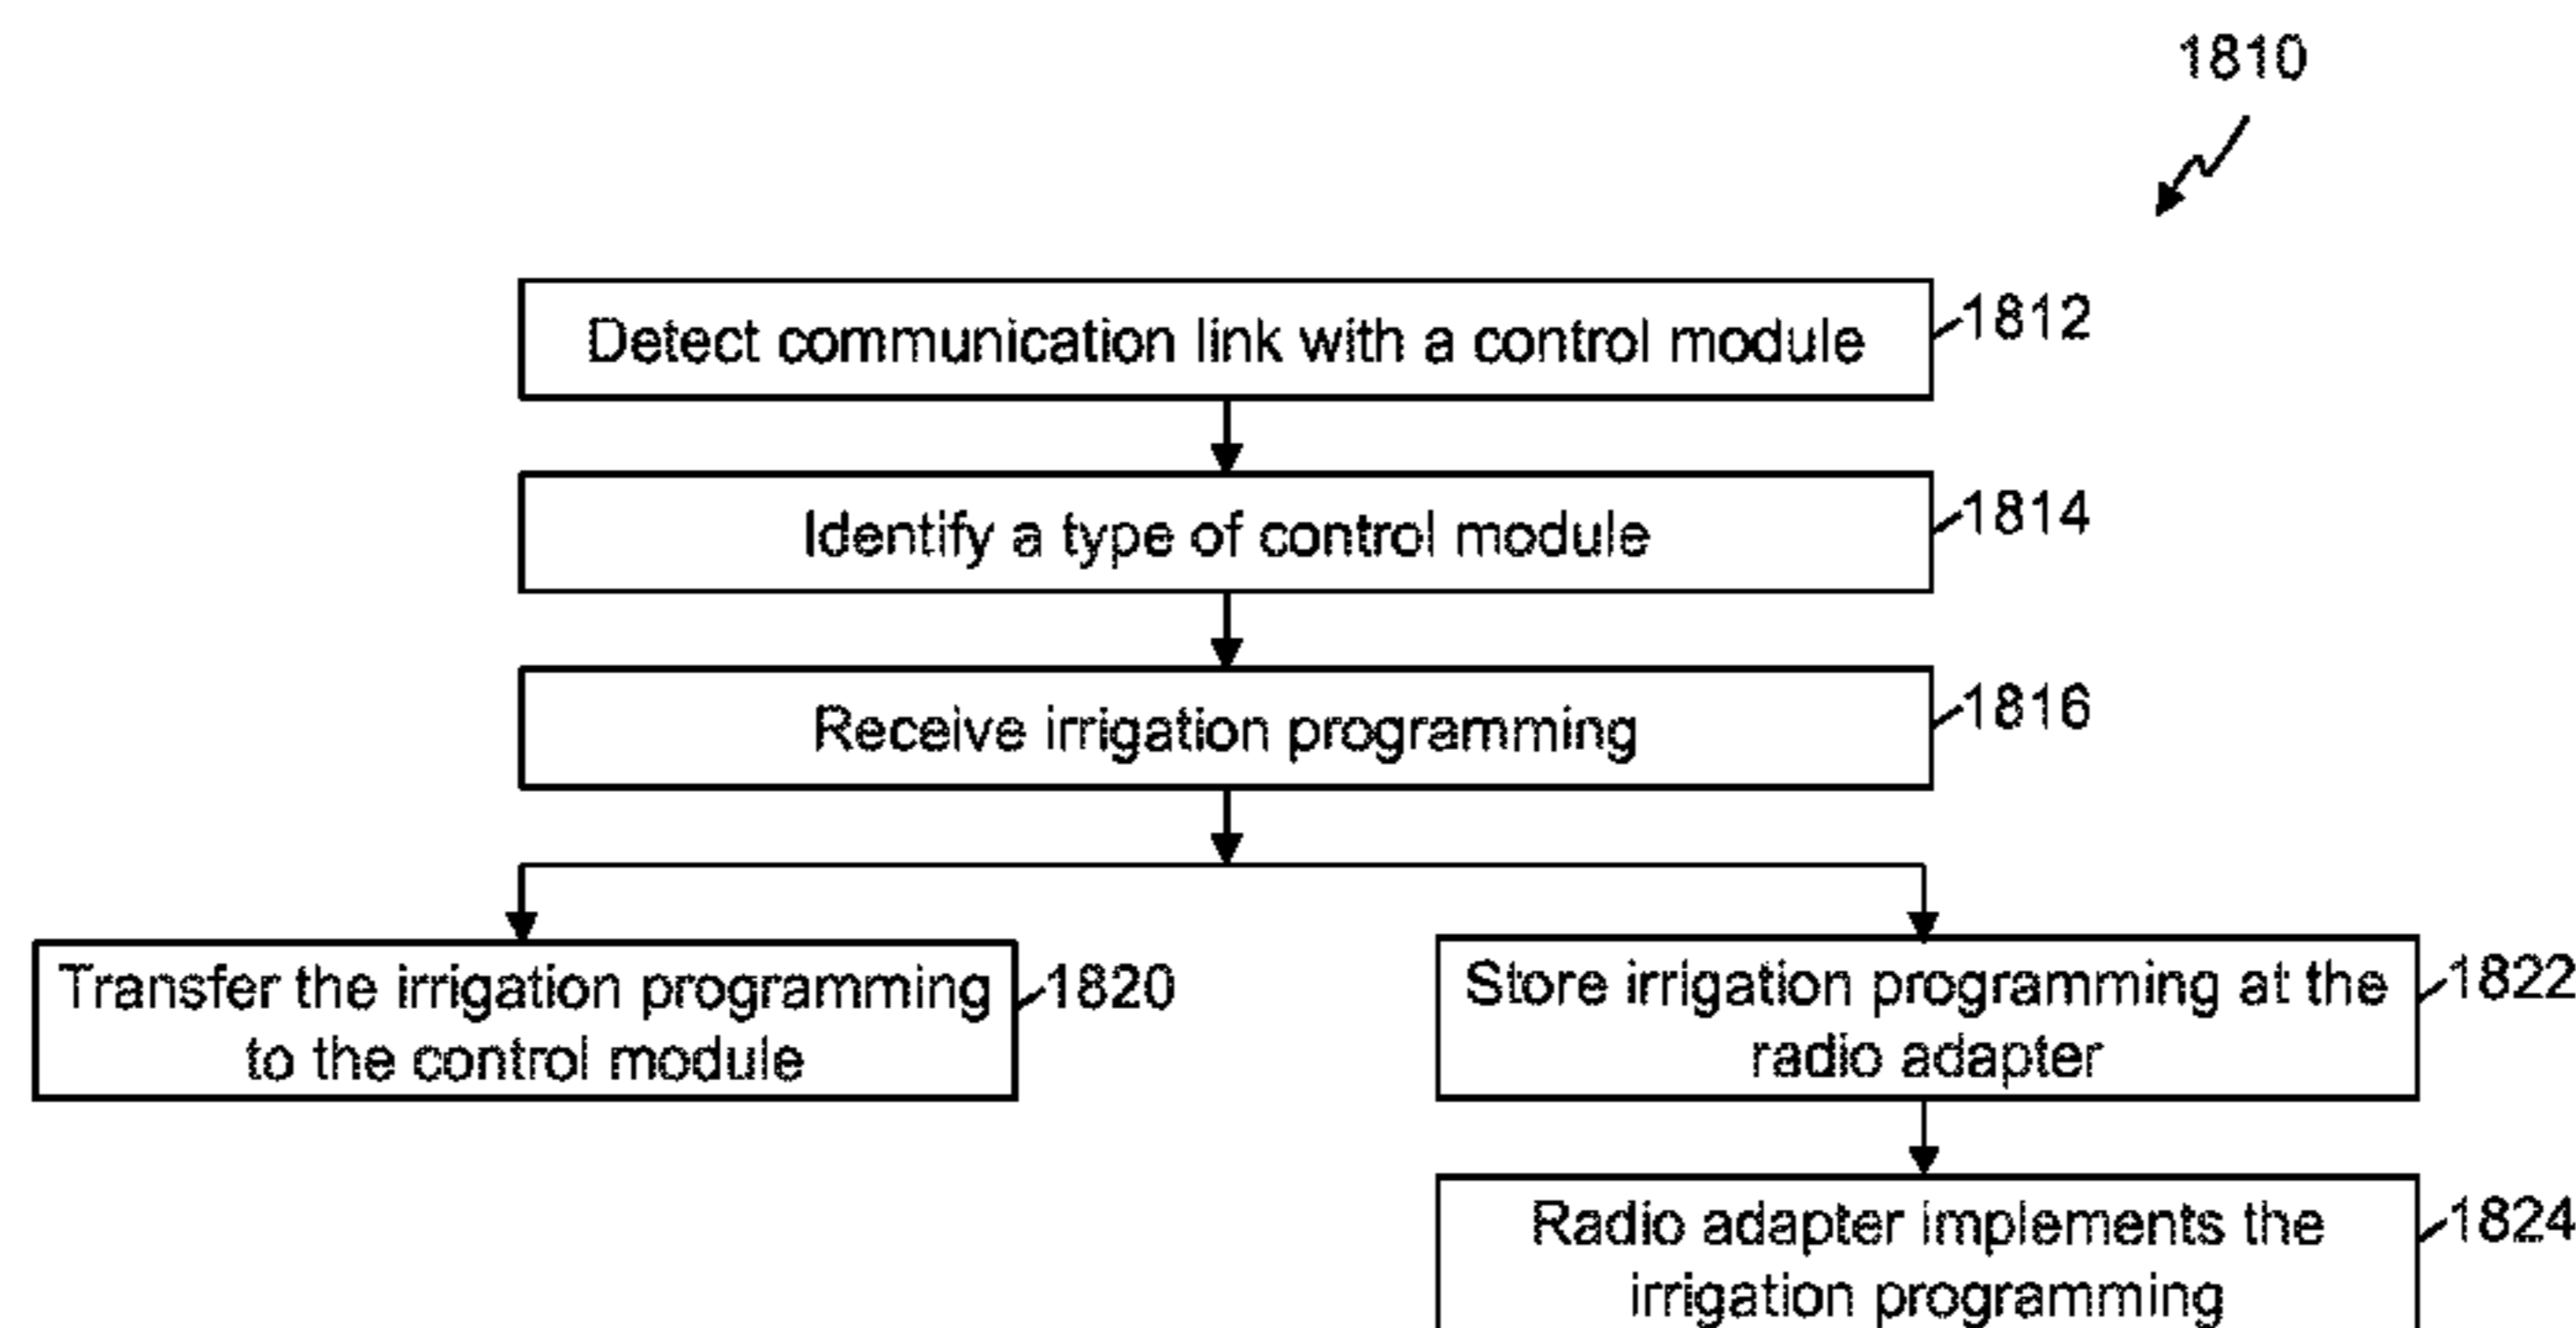 1810
Detect communication link with a control module
1812
Identify a type of control module
1814
Receive irrigation programming
1816
Transfer the irrigation programming
to the control module
1820
Store irrigation programming at the
radio adapter
1822
Radio adapter implements the
irrigation programming
1824